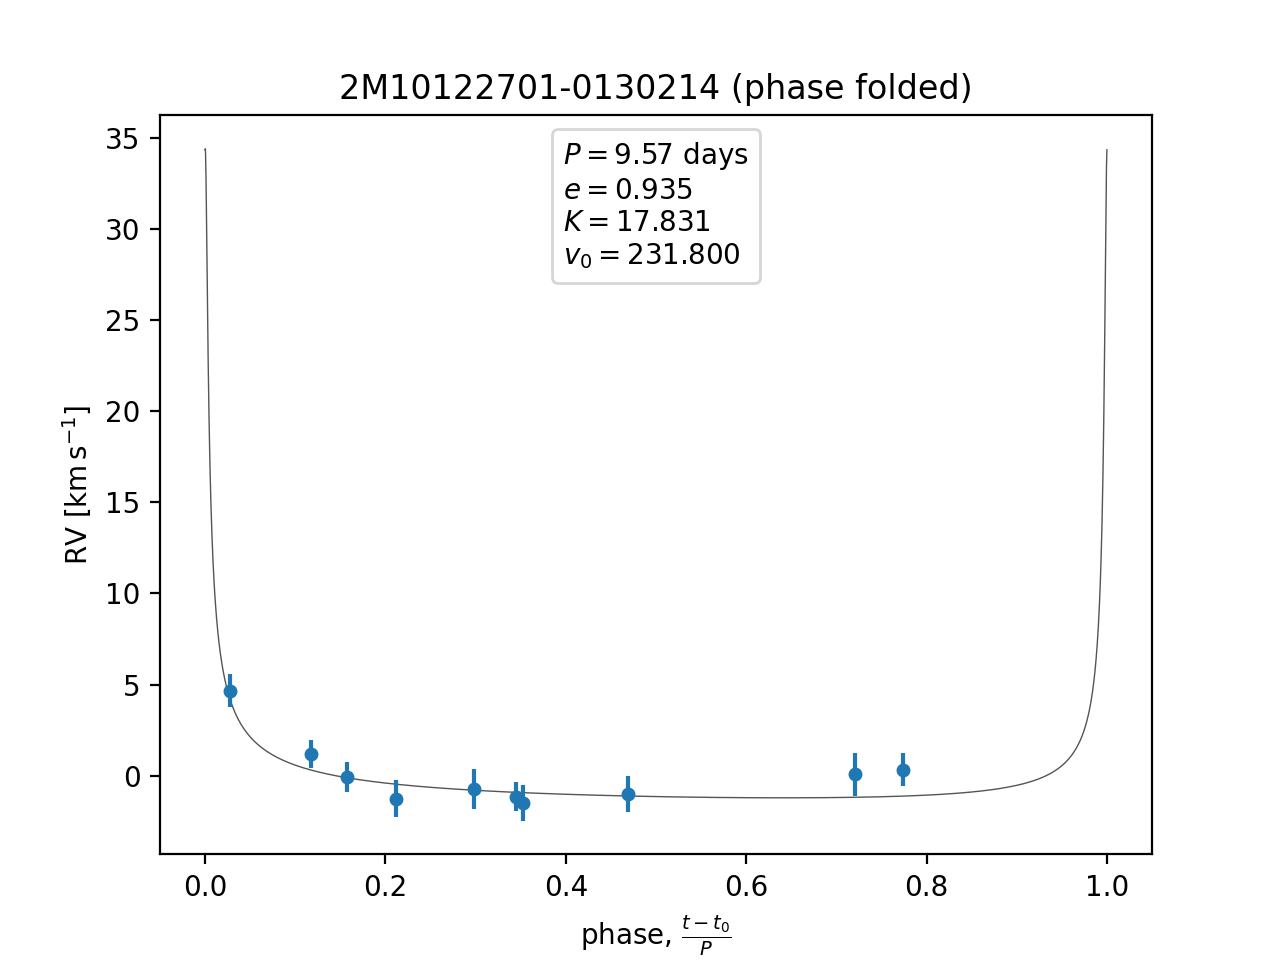 2M10122701-0130214 (phase folded)
P = 9.57 days
e = 0.935
K = 17.831
v₀ = 231.800
35
30
25
20
15
10
5
0
RV [km s⁻¹]
0.0 0.2 0.4 0.6 0.8 1.0
phase, (t − t₀)/P